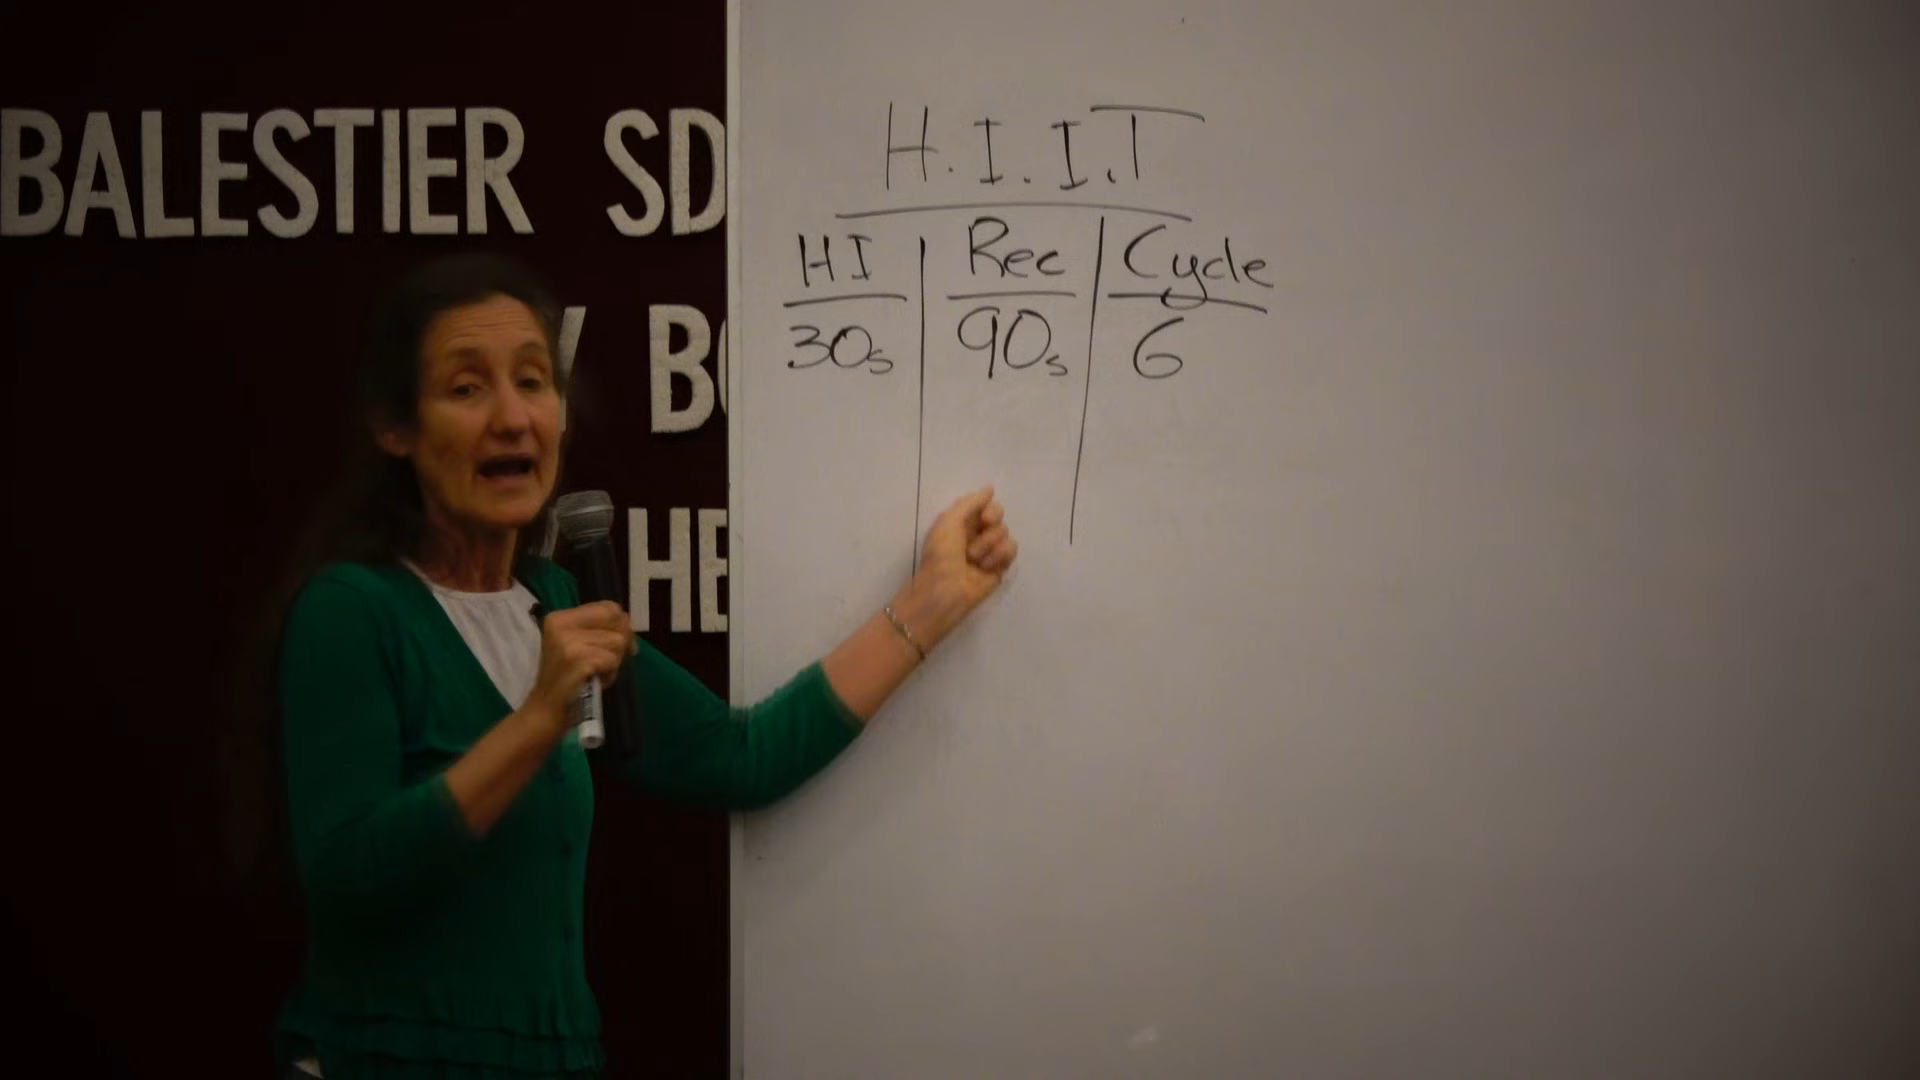 BALESTIER SD
Y BO
HE
H.I.I.T
HI Rec Cycle
30s 90s 6